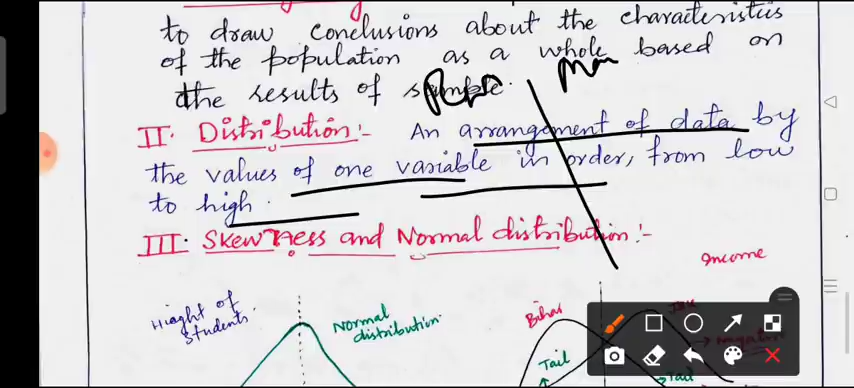 to draw conclusions about the characteristics
of the population as a whole based on
the results of sample.
II. Distribution:- An arrangement of data by
the values of one variable in order, from low
to high.
III. Skewness and Normal distribution:-
Income
Hieght of
students.
Normal
distribution.
Bihar
Tail
Tail